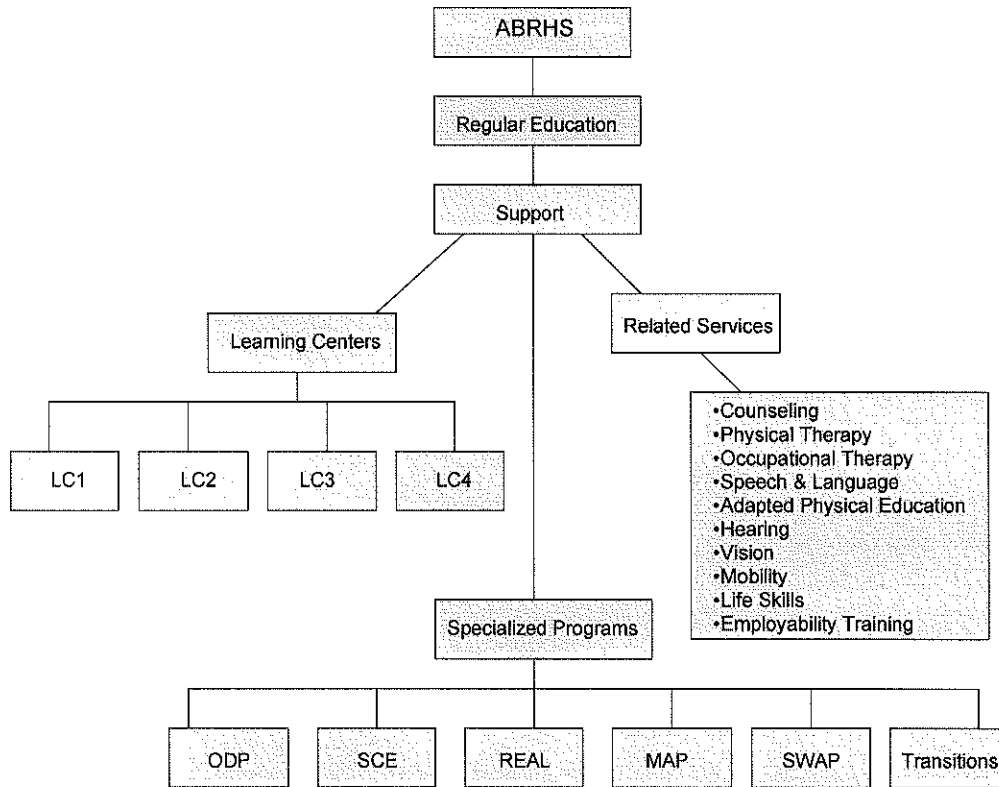 ABRHS
Regular Education
Support
Related Services
Learning Centers
•Counseling
•Physical Therapy
•Occupational Therapy
•Speech & Language
•Adapted Physical Education
•Hearing
•Vision
•Mobility
•Life Skills
•Employability Training
LC1
LC2
LC3
LC4
Specialized Programs
ODP
SCE
REAL
MAP
SWAP
Transitions